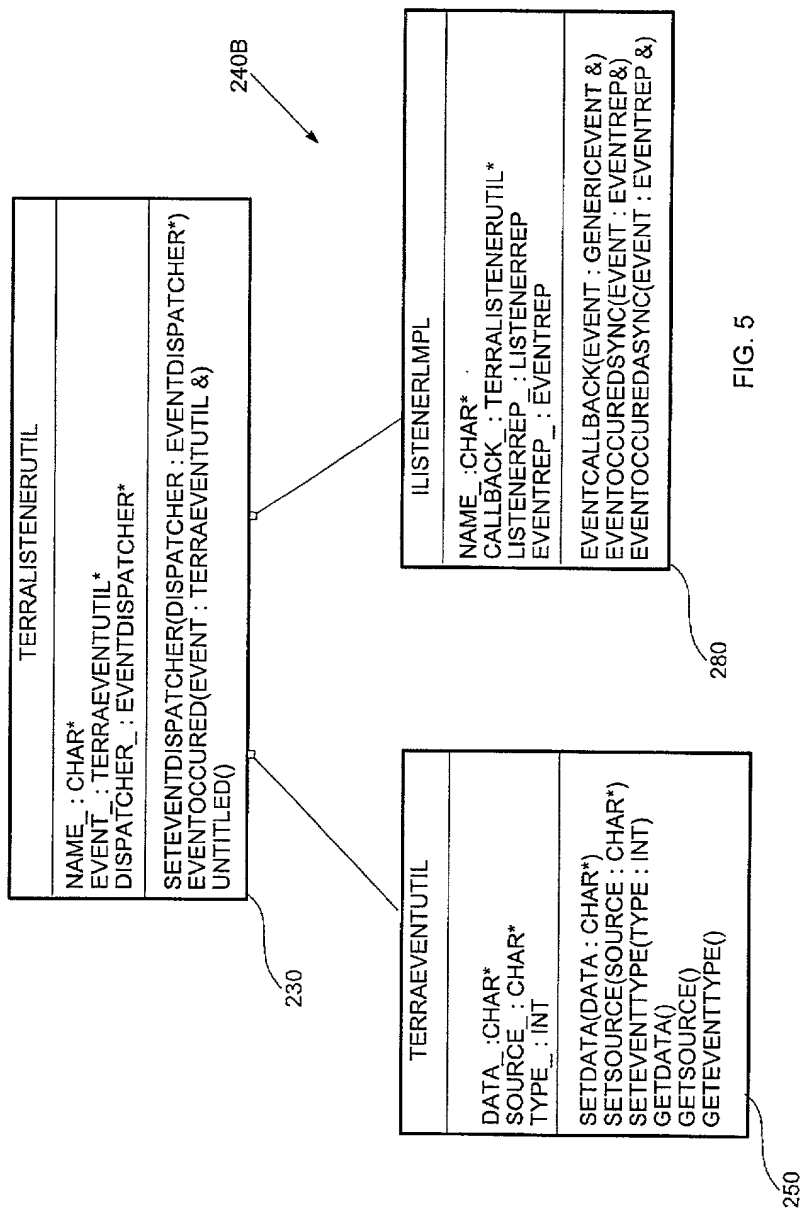 240B
TERRALISTENERUTIL
NAME_ : CHAR*
EVENT_ : TERRAEVENTUTIL*
DISPATCHER_ : EVENTDISPATCHER*
SETEVENTDISPATCHER(DISPATCHER : EVENTDISPATCHER*)
EVENTOCCURED(EVENT : TERRAEVENTUTIL &)
UNTITLED()
230
TERRAEVENTUTIL
DATA_ :CHAR*
SOURCE_ : CHAR*
TYPE_ : INT
SETDATA(DATA : CHAR*)
SETSOURCE(SOURCE : CHAR*)
SETEVENTTYPE(TYPE : INT)
GETDATA()
GETSOURCE()
GETEVENTTYPE()
250
ILISTENERLMPL
NAME_ :CHAR*
CALLBACK_ : TERRALISTENERUTIL*
LISTENERREP_ : LISTENERREP
EVENTREP_ : EVENTREP
EVENTCALLBACK(EVENT : GENERICEVENT &)
EVENTOCCUREDSYNC(EVENT : EVENTREP&)
EVENTOCCUREDASYNC(EVENT : EVENTREP &)
280
FIG. 5